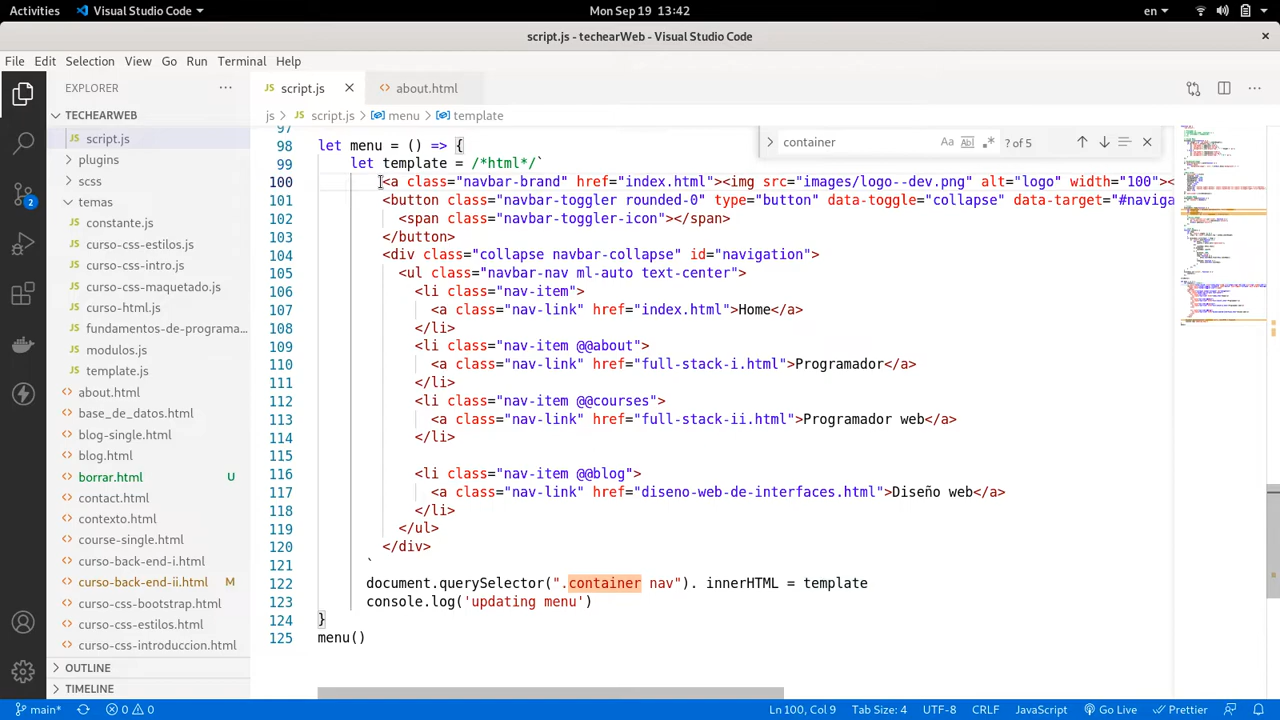 Activities Visual Studio Code Mon Sep 19 13:42 en
script.js - techearWeb - Visual Studio Code
File Edit Selection View Go Run Terminal Help
EXPLORER
script.js about.html
TECHEARWEB
js > script.js > menu > template
script.js
plugins
scss
temas
constante.js
curso-css-estilos.js
curso-css-intro.js
curso-css-maquetado.js
curso-html.js
fundamentos-de-programa...
modulos.js
template.js
about.html
base_de_datos.html
blog-single.html
blog.html
borrar.html U
contact.html
contexto.html
course-single.html
curso-back-end-i.html
curso-back-end-ii.html M
curso-css-bootstrap.html
curso-css-estilos.html
curso-css-introduccion.html
OUTLINE
TIMELINE
2
container Aa ab .* ? of 5
97
98 let menu = () => {
99 let template = /*html*/`
100 <a class="navbar-brand" href="index.html"><img src="images/logo--dev.png" alt="logo" width="100"><
101 <button class="navbar-toggler rounded-0" type="button" data-toggle="collapse" data-target="#naviga
102 <span class="navbar-toggler-icon"></span>
103 </button>
104 <div class="collapse navbar-collapse" id="navigation">
105 <ul class="navbar-nav ml-auto text-center">
106 <li class="nav-item">
107 <a class="nav-link" href="index.html">Home</a>
108 </li>
109 <li class="nav-item @@about">
110 <a class="nav-link" href="full-stack-i.html">Programador</a>
111 </li>
112 <li class="nav-item @@courses">
113 <a class="nav-link" href="full-stack-ii.html">Programador web</a>
114 </li>
115
116 <li class="nav-item @@blog">
117 <a class="nav-link" href="diseno-web-de-interfaces.html">Diseño web</a>
118 </li>
119 </ul>
120 </div>
121 `
122 document.querySelector(".container nav"). innerHTML = template
123 console.log('updating menu')
124 }
125 menu()
main* 0 0 Ln 100, Col 9 Tab Size: 4 UTF-8 CRLF JavaScript Go Live Prettier